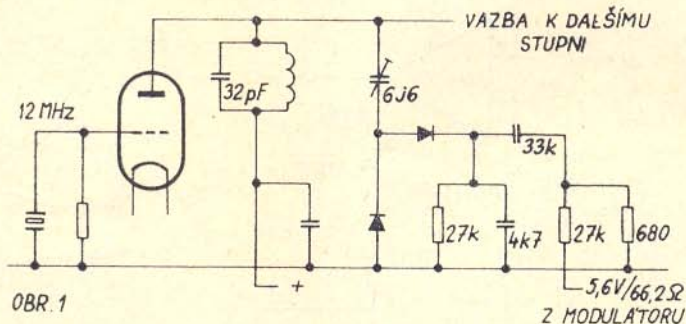 VAZBA K DALŠÍMU
STUPNI
12 MHz
32pF
6j6
33k
27k
4k7
27k
680
+
5,6V/66,2Ω
Z MODULÁTORU
OBR.1